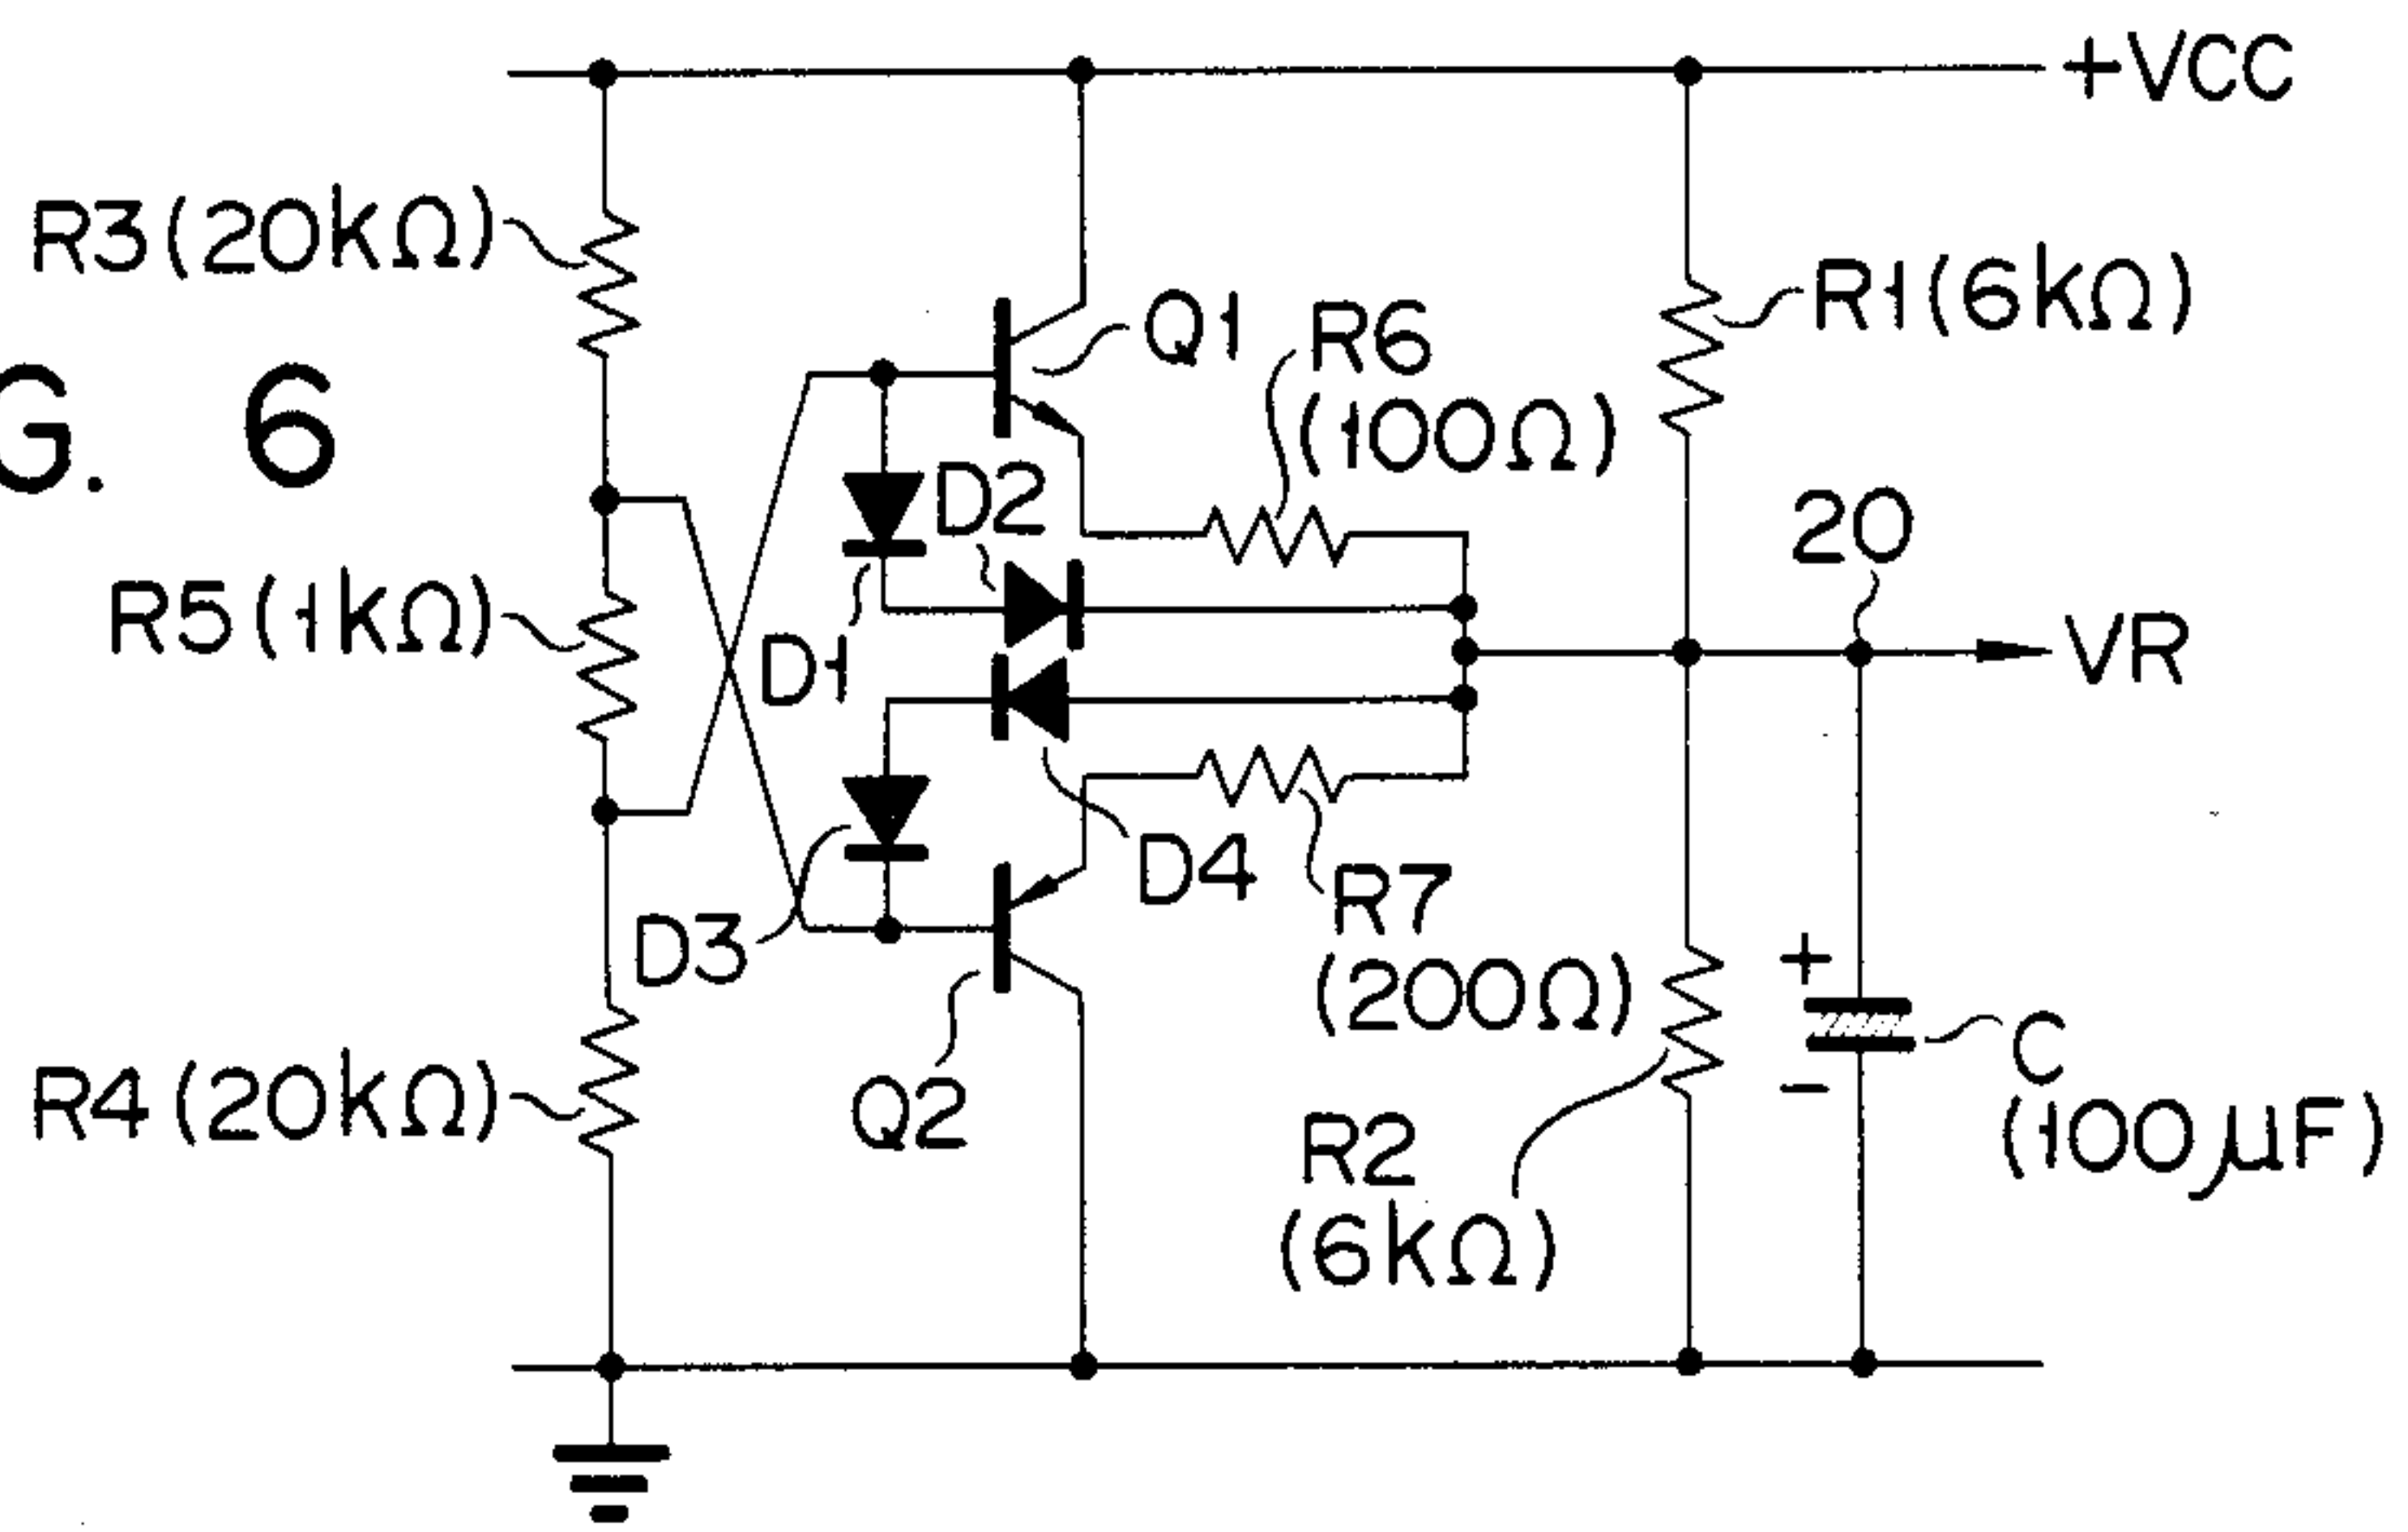 +VCC
R3(20kΩ)
Q1
R6
(100Ω)
R1(6kΩ)
G. 6
D2
20
R5(1kΩ)
D1
VR
D4
R7
(200Ω)
D3
+
-
C
(100μF)
R4(20kΩ)
Q2
R2
(6kΩ)